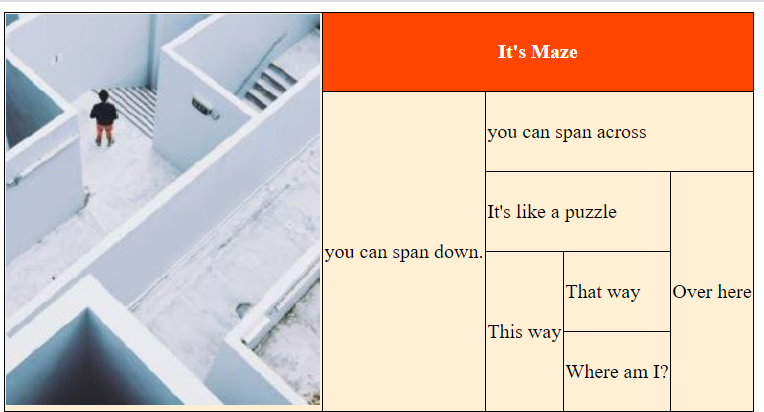 It's Maze
you can span across
It's like a puzzle
you can span down.
That way
Over here
This way
Where am I?